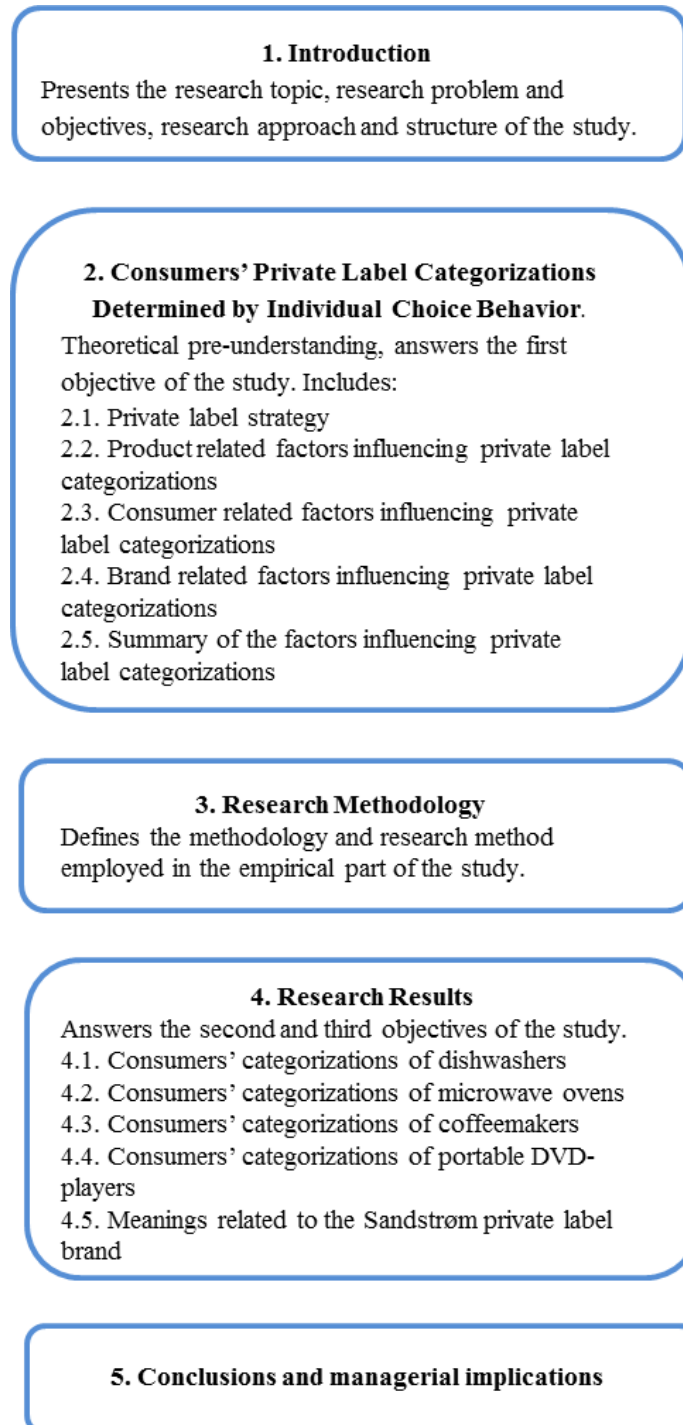 1. Introduction
Presents the research topic, research problem and
objectives, research approach and structure of the study.
2. Consumers’ Private Label Categorizations
Determined by Individual Choice Behavior.
Theoretical pre-understanding, answers the first
objective of the study. Includes:
2.1. Private label strategy
2.2. Product related factors influencing private label
categorizations
2.3. Consumer related factors influencing private
label categorizations
2.4. Brand related factors influencing private label
categorizations
2.5. Summary of the factors influencing private
label categorizations
3. Research Methodology
Defines the methodology and research method
employed in the empirical part of the study.
4. Research Results
Answers the second and third objectives of the study.
4.1. Consumers’ categorizations of dishwashers
4.2. Consumers’ categorizations of microwave ovens
4.3. Consumers’ categorizations of coffeemakers
4.4. Consumers’ categorizations of portable DVD-
players
4.5. Meanings related to the Sandstrøm private label
brand
5. Conclusions and managerial implications